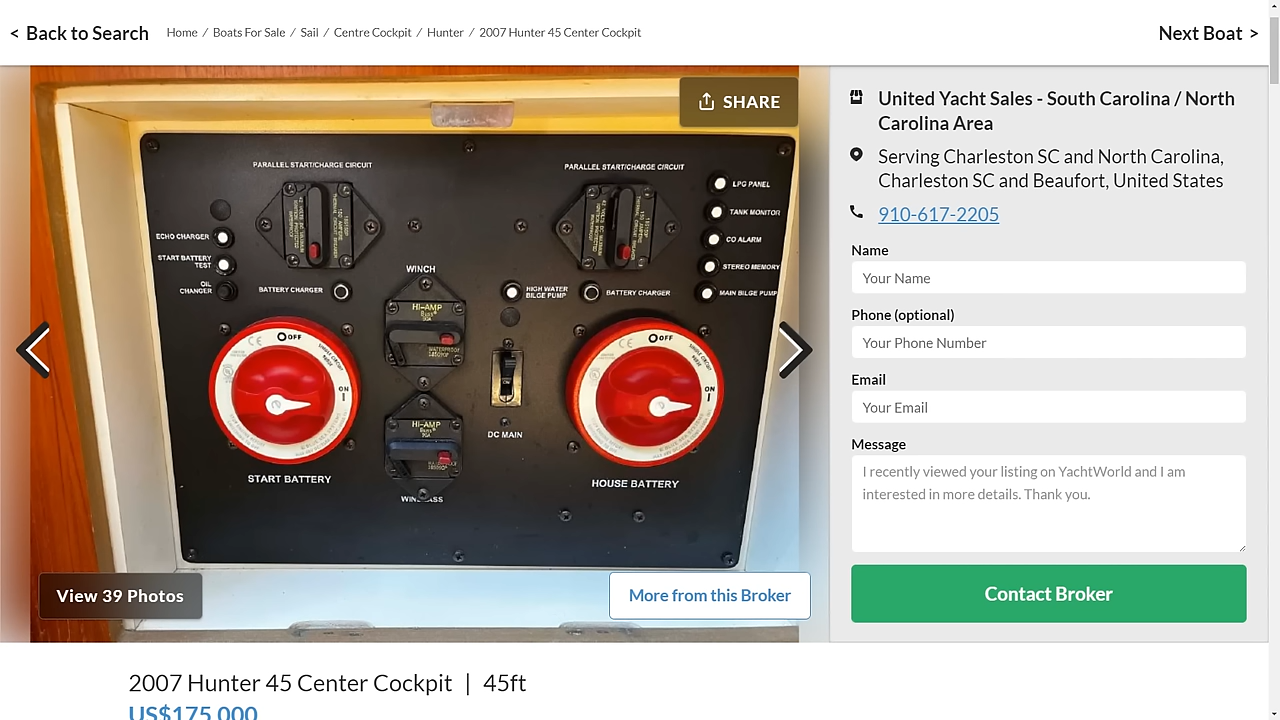 < Back to Search
Home / Boats For Sale / Sail / Centre Cockpit / Hunter / 2007 Hunter 45 Center Cockpit
Next Boat >
SHARE
PARALLEL START/CHARGE CIRCUIT
PARALLEL START/CHARGE CIRCUIT
LPG PANEL
TANK MONITOR
CO ALARM
STEREO MEMORY
MAIN BILGE PUMP
ECHO CHARGER
START BATTERY
TEST
OIL
CHANGER
BATTERY CHARGER
WINCH
HIGH WATER
BILGE PUMP
BATTERY CHARGER
HI-AMP
OFF
ON
I
OFF
ON
I
HI-AMP
DC MAIN
START BATTERY
HOUSE BATTERY
View 39 Photos
More from this Broker
United Yacht Sales - South Carolina / North
Carolina Area
Serving Charleston SC and North Carolina,
Charleston SC and Beaufort, United States
910-617-2205
Name
Your Name
Phone (optional)
Your Phone Number
Email
Your Email
Message
I recently viewed your listing on YachtWorld and I am
interested in more details. Thank you.
Contact Broker
2007 Hunter 45 Center Cockpit | 45ft
US$175,000